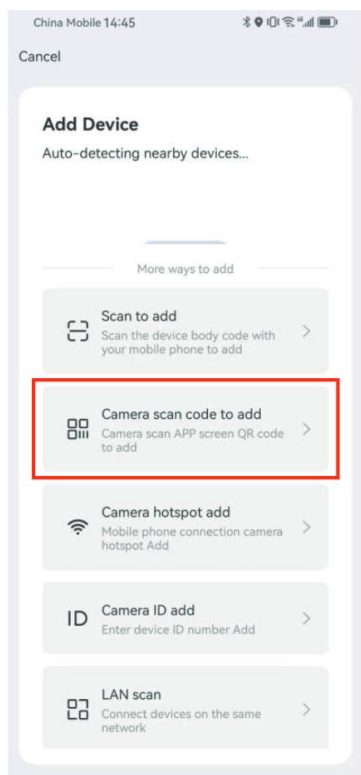 China Mobile 14:45
Cancel
Add Device
Auto-detecting nearby devices...
More ways to add
Scan to add
Scan the device body code with
your mobile phone to add
Camera scan code to add
Camera scan APP screen QR code
to add
Camera hotspot add
Mobile phone connection camera
hotspot Add
ID
Camera ID add
Enter device ID number Add
LAN scan
Connect devices on the same
network